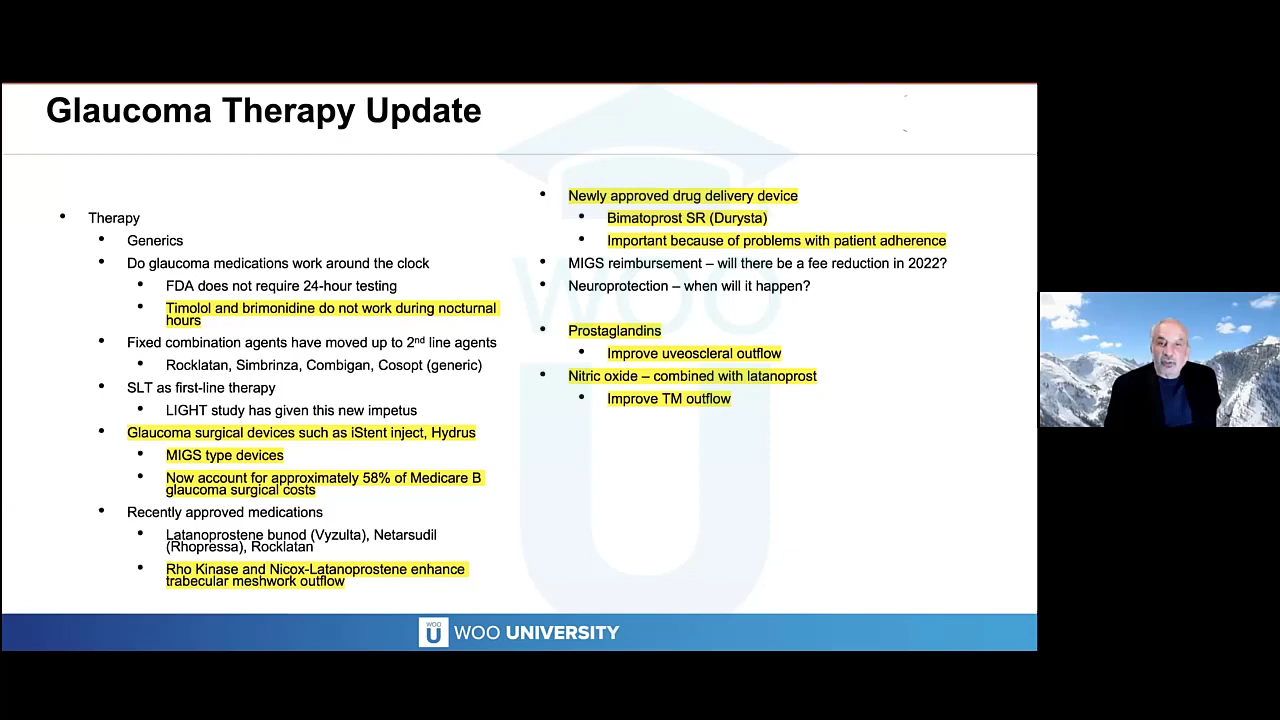 Glaucoma Therapy Update
Therapy
Generics
Do glaucoma medications work around the clock
FDA does not require 24-hour testing
Timolol and brimonidine do not work during nocturnal
hours
Fixed combination agents have moved up to 2nd line agents
Rocklatan, Simbrinza, Combigan, Cosopt (generic)
SLT as first-line therapy
LIGHT study has given this new impetus
Glaucoma surgical devices such as iStent inject, Hydrus
MIGS type devices
Now account for approximately 58% of Medicare B
glaucoma surgical costs
Recently approved medications
Latanoprostene bunod (Vyzulta), Netarsudil
(Rhopressa), Rocklatan
Rho Kinase and Nicox-Latanoprostene enhance
trabecular meshwork outflow
Newly approved drug delivery device
Bimatoprost SR (Durysta)
Important because of problems with patient adherence
MIGS reimbursement – will there be a fee reduction in 2022?
Neuroprotection – when will it happen?
Prostaglandins
Improve uveoscleral outflow
Nitric oxide – combined with latanoprost
Improve TM outflow
WOO
U
WOO
U
WOO UNIVERSITY